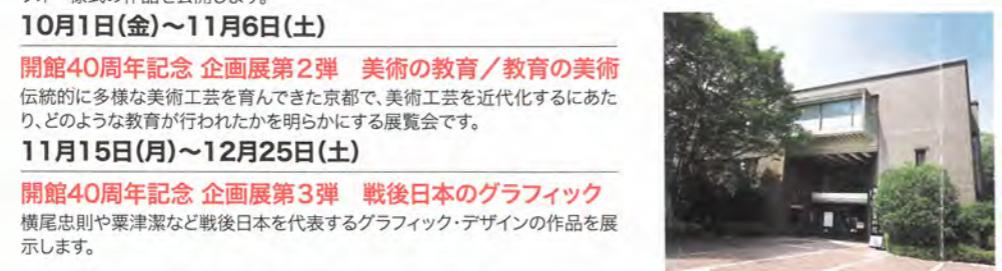 10月1日(金)～11月6日(土)
開館40周年記念 企画展第2弾　美術の教育／教育の美術
伝統的に多様な美術工芸を育んできた京都で、美術工芸を近代化するにあた
り、どのような教育が行われたかを明らかにする展覧会です。
11月15日(月)～12月25日(土)
開館40周年記念 企画展第3弾　戦後日本のグラフィック
横尾忠則や粟津潔など戦後日本を代表するグラフィック・デザインの作品を展
示します。